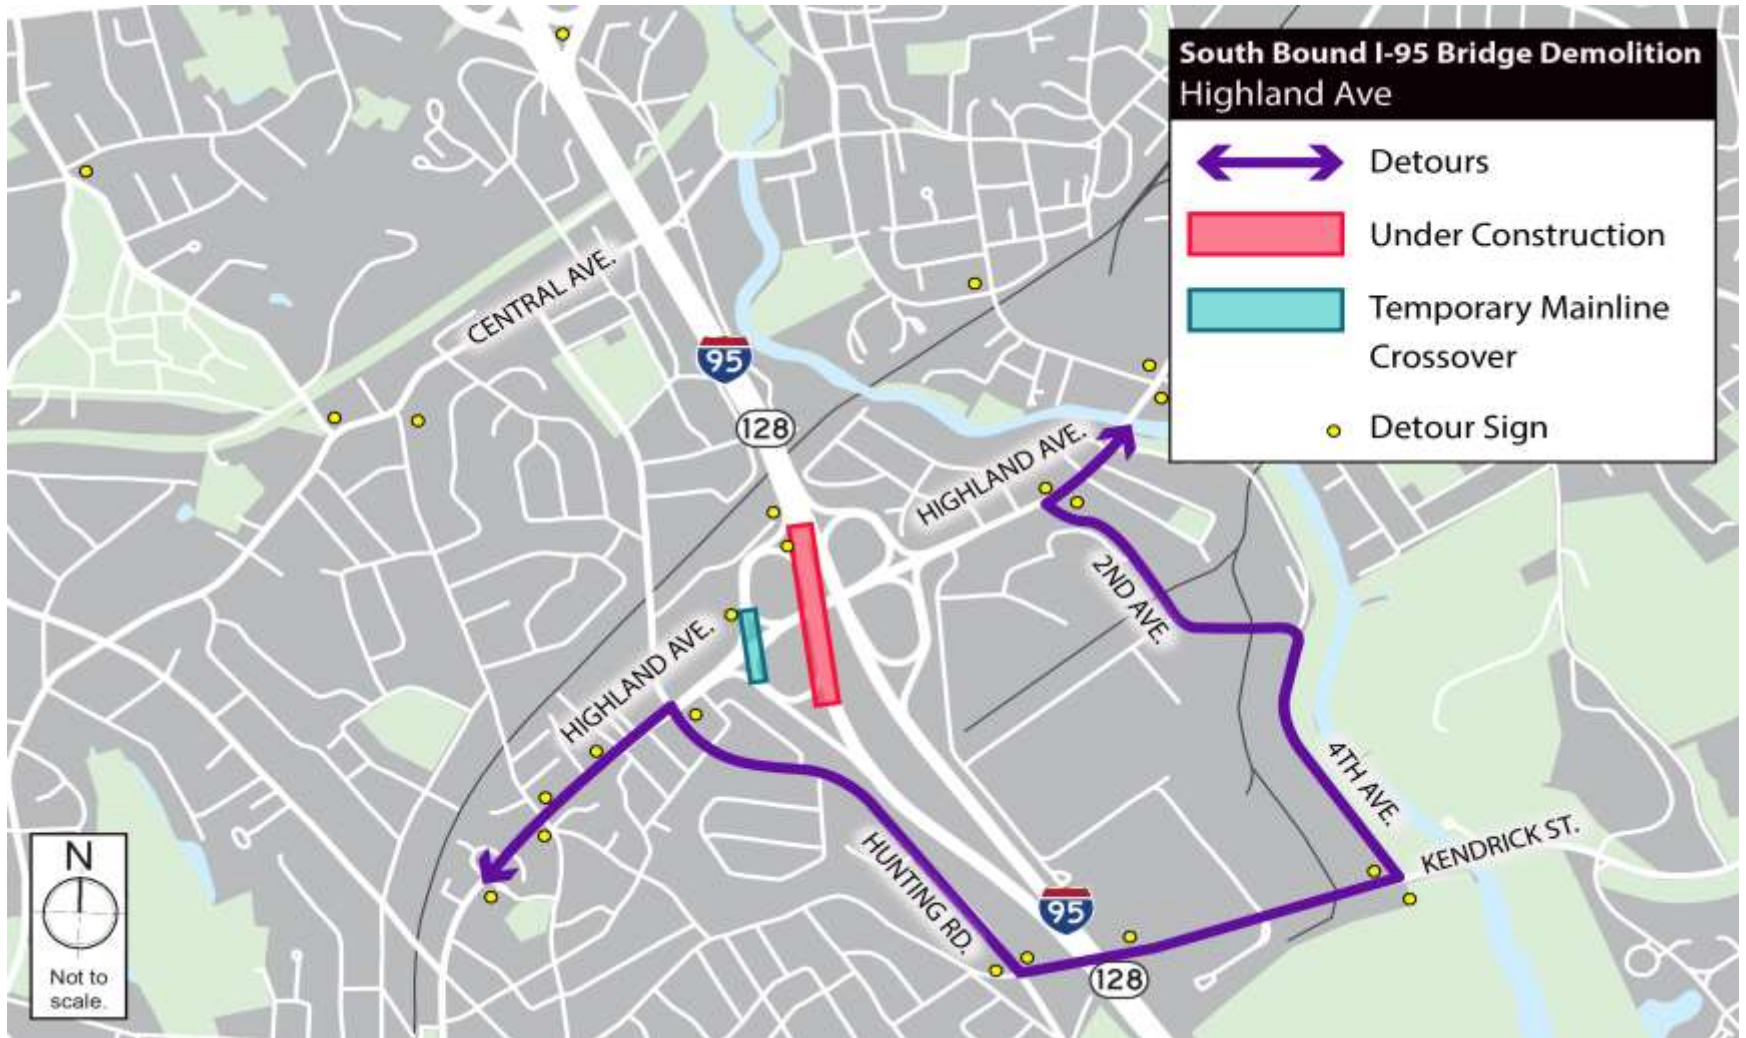 South Bound I-95 Bridge Demolition
Highland Ave
Detours
Under Construction
Temporary Mainline
Crossover
Detour Sign
CENTRAL AVE.
95
128
HIGHLAND AVE.
2ND AVE.
HIGHLAND AVE.
4TH AVE.
KENDRICK ST.
HUNTING RD.
95
128
N
Not to
scale.